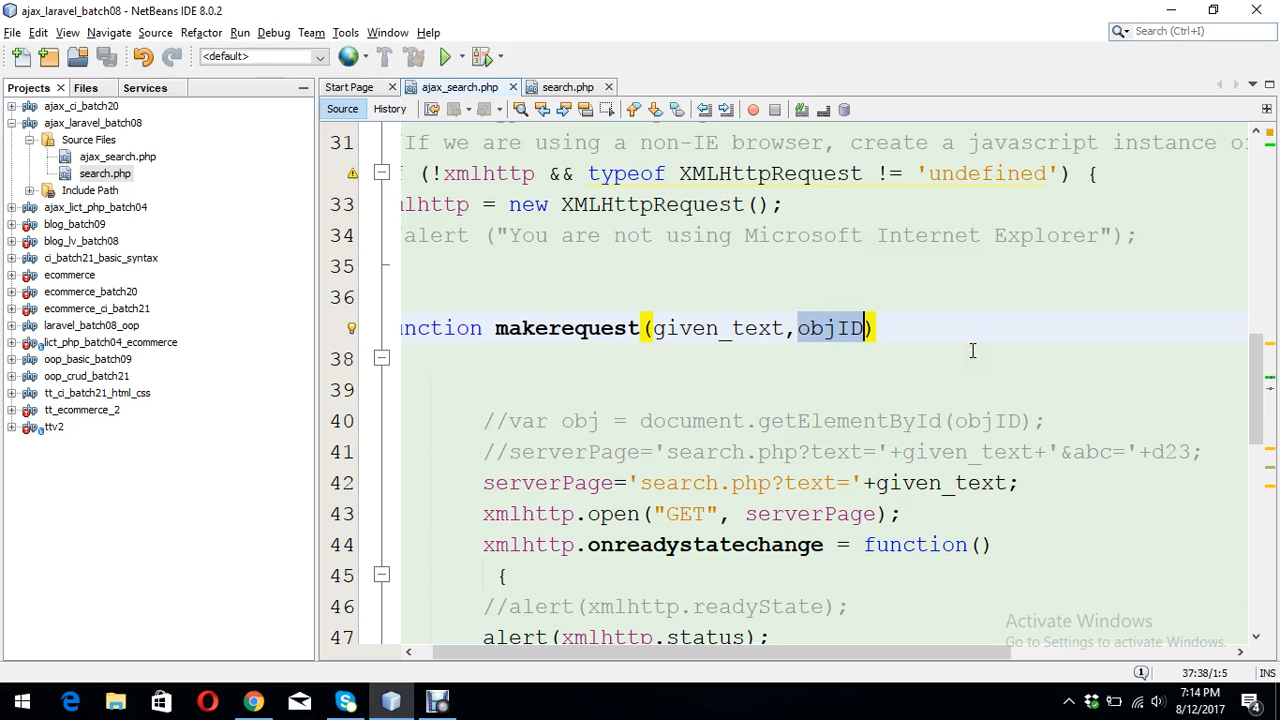 ajax_laravel_batch08 - NetBeans IDE 8.0.2
File Edit View Navigate Source Refactor Run Debug Team Tools Window Help
Search (Ctrl+I)
<default>
Projects Files Services
Start Page ajax_search.php search.php
Source History
ajax_ci_batch20
ajax_laravel_batch08
Source Files
ajax_search.php
search.php
Include Path
ajax_lict_php_batch04
blog_batch09
blog_lv_batch08
ci_batch21_basic_syntax
ecommerce
ecommerce_batch20
ecommerce_ci_batch21
laravel_batch08_oop
lict_php_batch04_ecommerce
oop_basic_batch09
oop_crud_batch21
tt_ci_batch21_html_css
tt_ecommerce_2
ttv2
31 If we are using a non-IE browser, create a javascript instance o
(!xmlhttp && typeof XMLHttpRequest != 'undefined') {
33 lhttp = new XMLHttpRequest();
34 /alert ("You are not using Microsoft Internet Explorer");
35
36
unction makerequest(given_text,objID)
38
39
40 //var obj = document.getElementById(objID);
41 //serverPage='search.php?text='+given_text+'&abc='+d23;
42 serverPage='search.php?text='+given_text;
43 xmlhttp.open("GET", serverPage);
44 xmlhttp.onreadystatechange = function()
45 {
46 //alert(xmlhttp.readyState);
47 alert(xmlhttp.status);
Activate Windows
Go to Settings to activate Windows.
1 37:38/1:5 INS
7:14 PM
8/12/2017